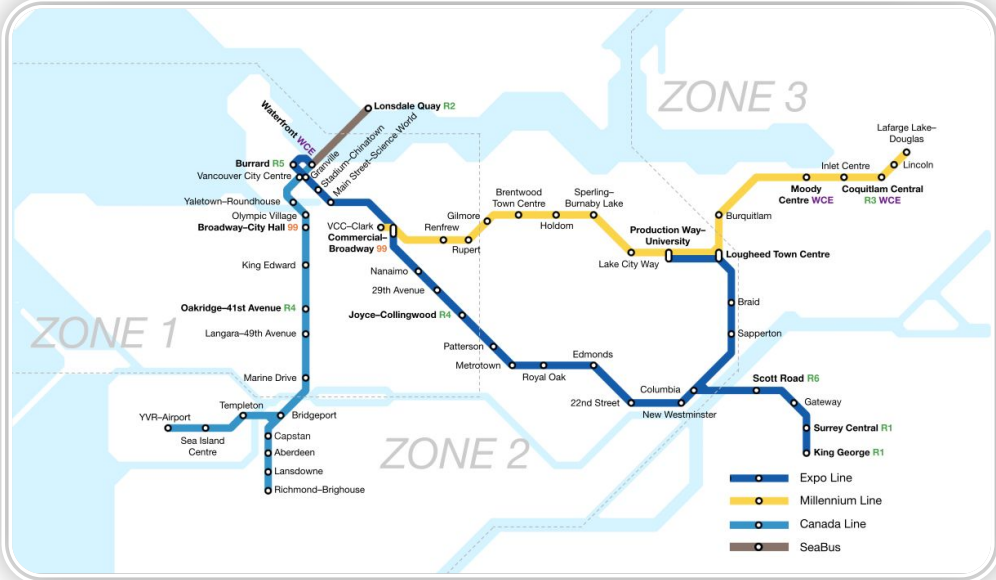 ZONE 3
Lonsdale Quay R2
Waterfront WCE
Granville
Stadium–Chinatown
Main Street–Science World
Burrard R5
Vancouver City Centre
Yaletown–Roundhouse
Olympic Village
Broadway–City Hall 99
King Edward
Oakridge–41st Avenue R4
Langara–49th Avenue
Marine Drive
ZONE 1
VCC–Clark
Commercial–
Broadway 99
Renfrew
Rupert
Gilmore
Brentwood
Town Centre
Holdom
Sperling–
Burnaby Lake
Lake City Way
Production Way–
University
Lougheed Town Centre
Burquitlam
Moody
Centre WCE
Inlet Centre
Coquitlam Central
R3 WCE
Lincoln
Lafarge Lake–
Douglas
Nanaimo
29th Avenue
Joyce–Collingwood R4
Patterson
Metrotown
Royal Oak
Edmonds
22nd Street
New Westminster
Columbia
Sapperton
Braid
Scott Road R6
Gateway
Surrey Central R1
King George R1
YVR–Airport
Sea Island
Centre
Templeton
Bridgeport
Capstan
Aberdeen
Lansdowne
Richmond–Brighouse
ZONE 2
Expo Line
Millennium Line
Canada Line
SeaBus